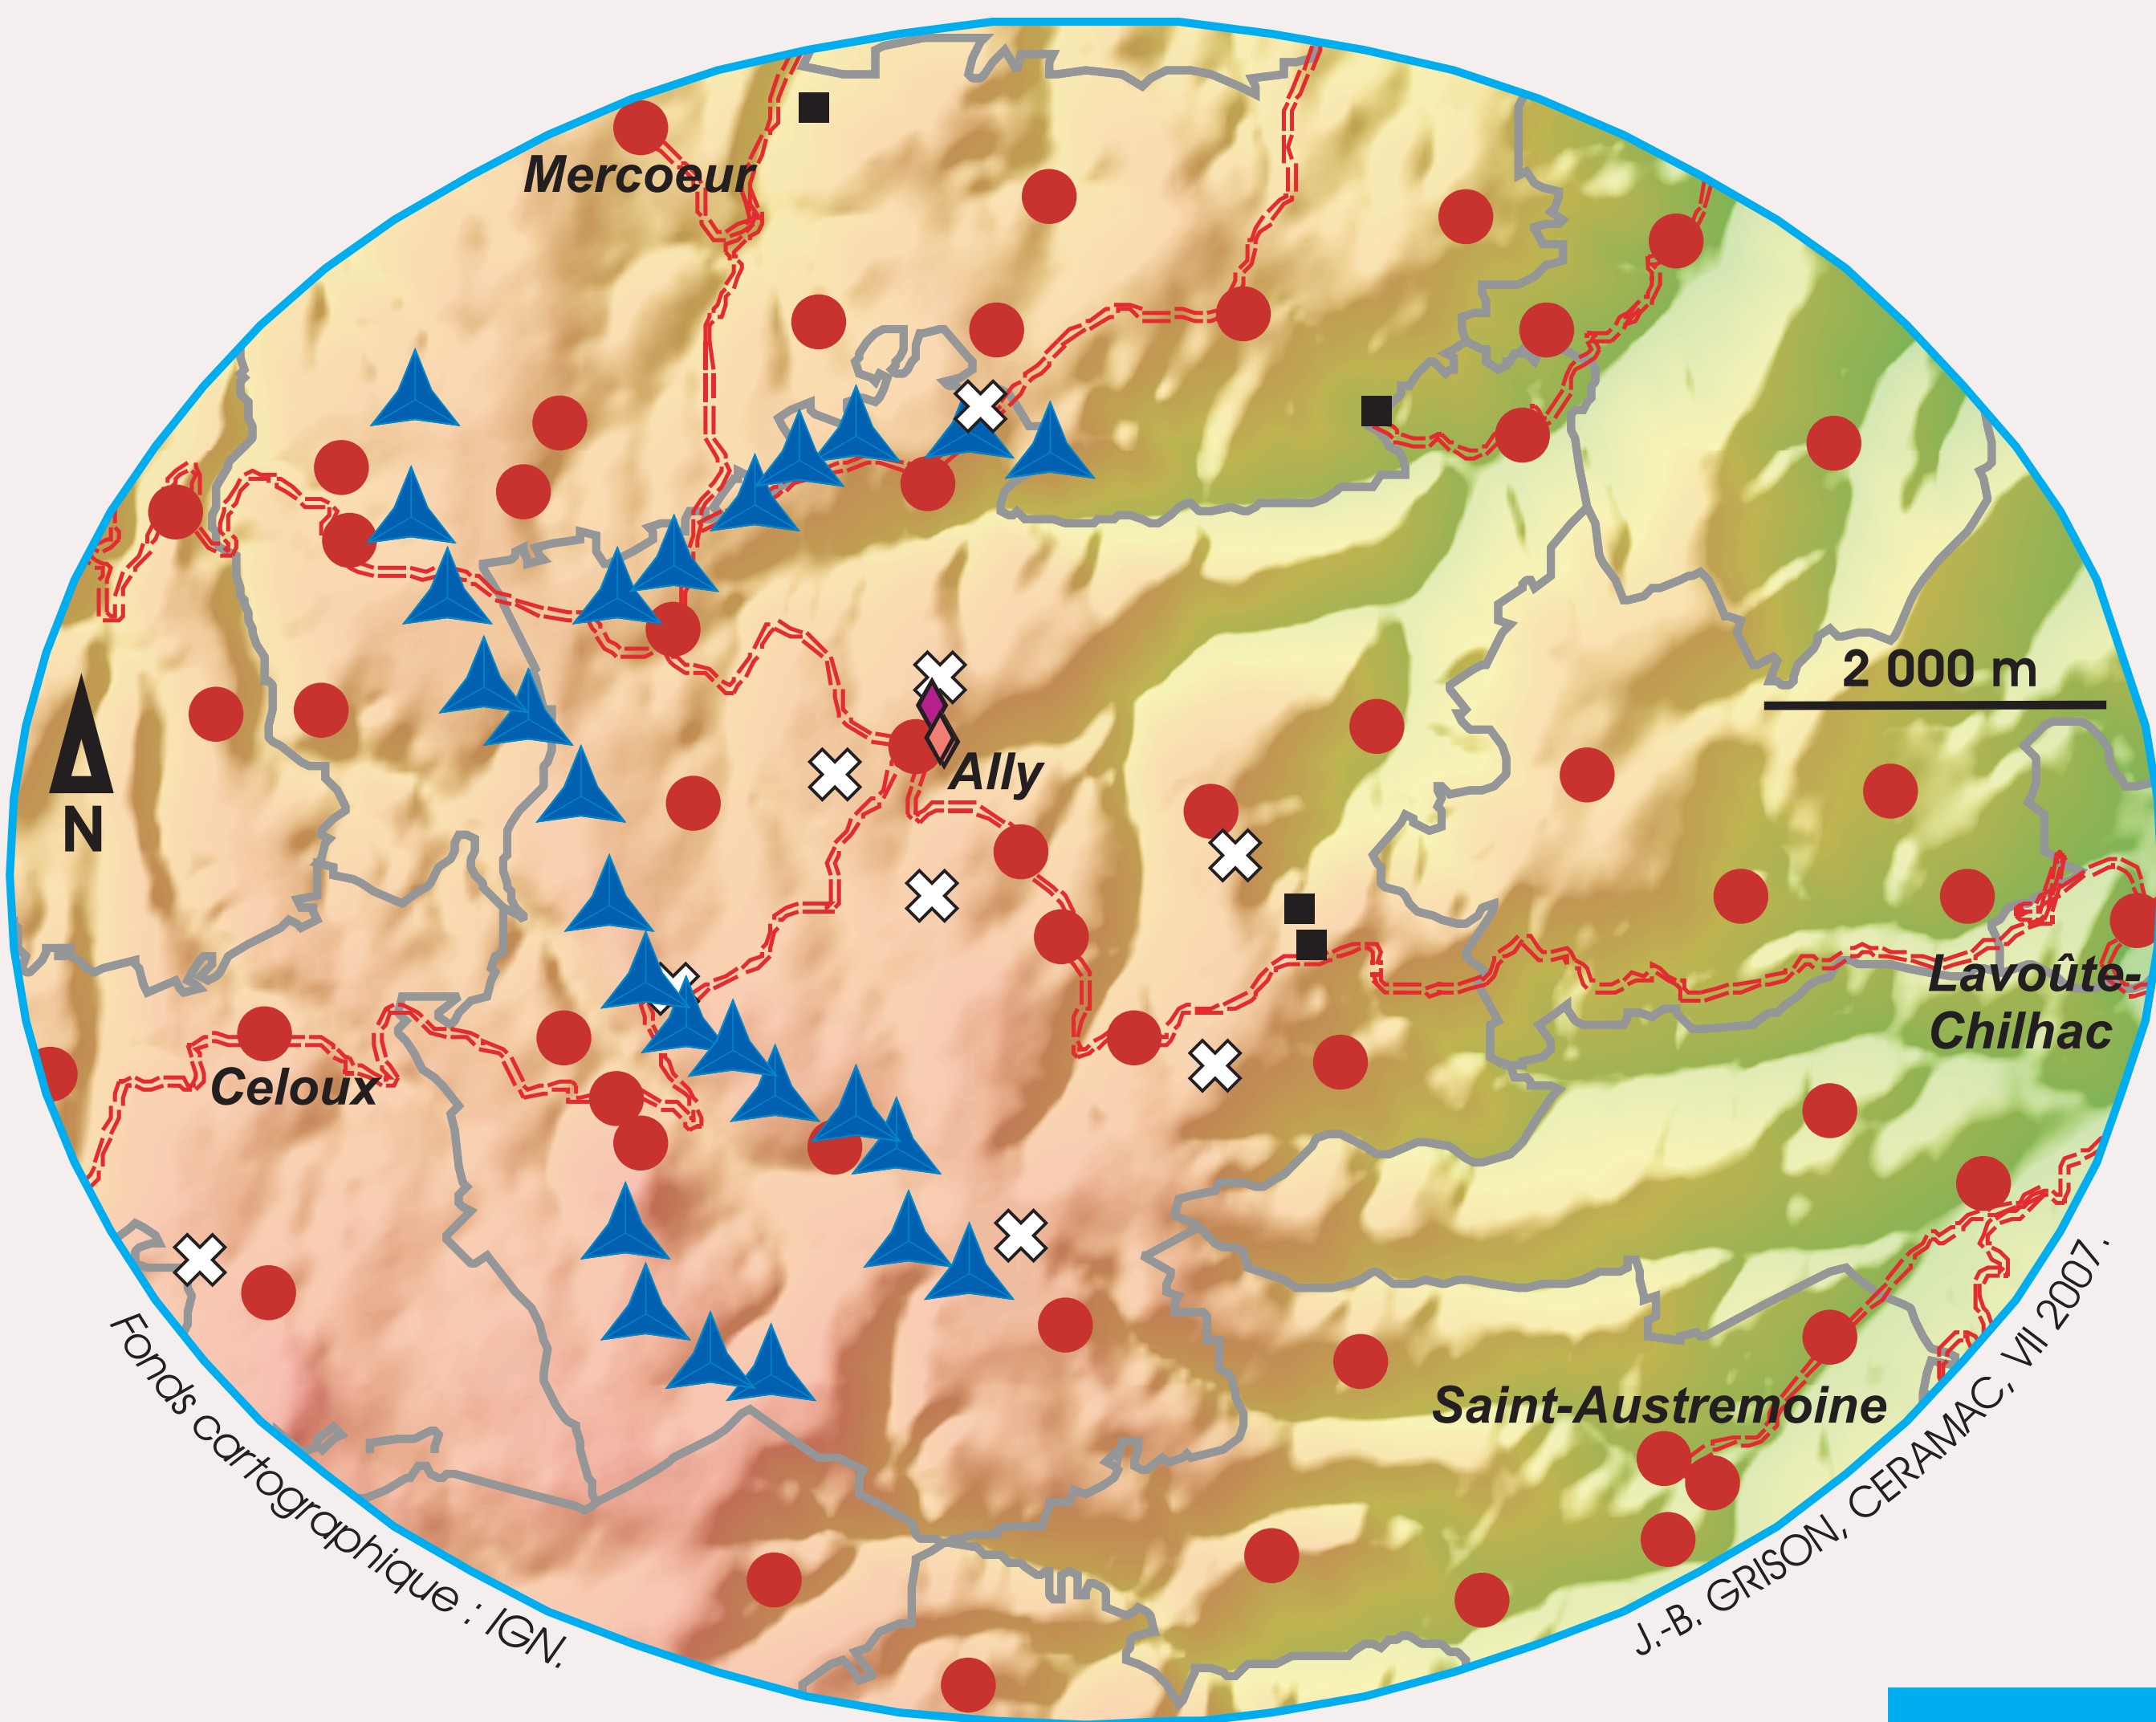 Mercoeur
2 000 m
Ally
N
Lavoûte-
Chilhac
Celoux
Saint-Austremoine
Fonds cartographique : IGN.
J.-B. GRISON, CERAMAC, VII 2007.